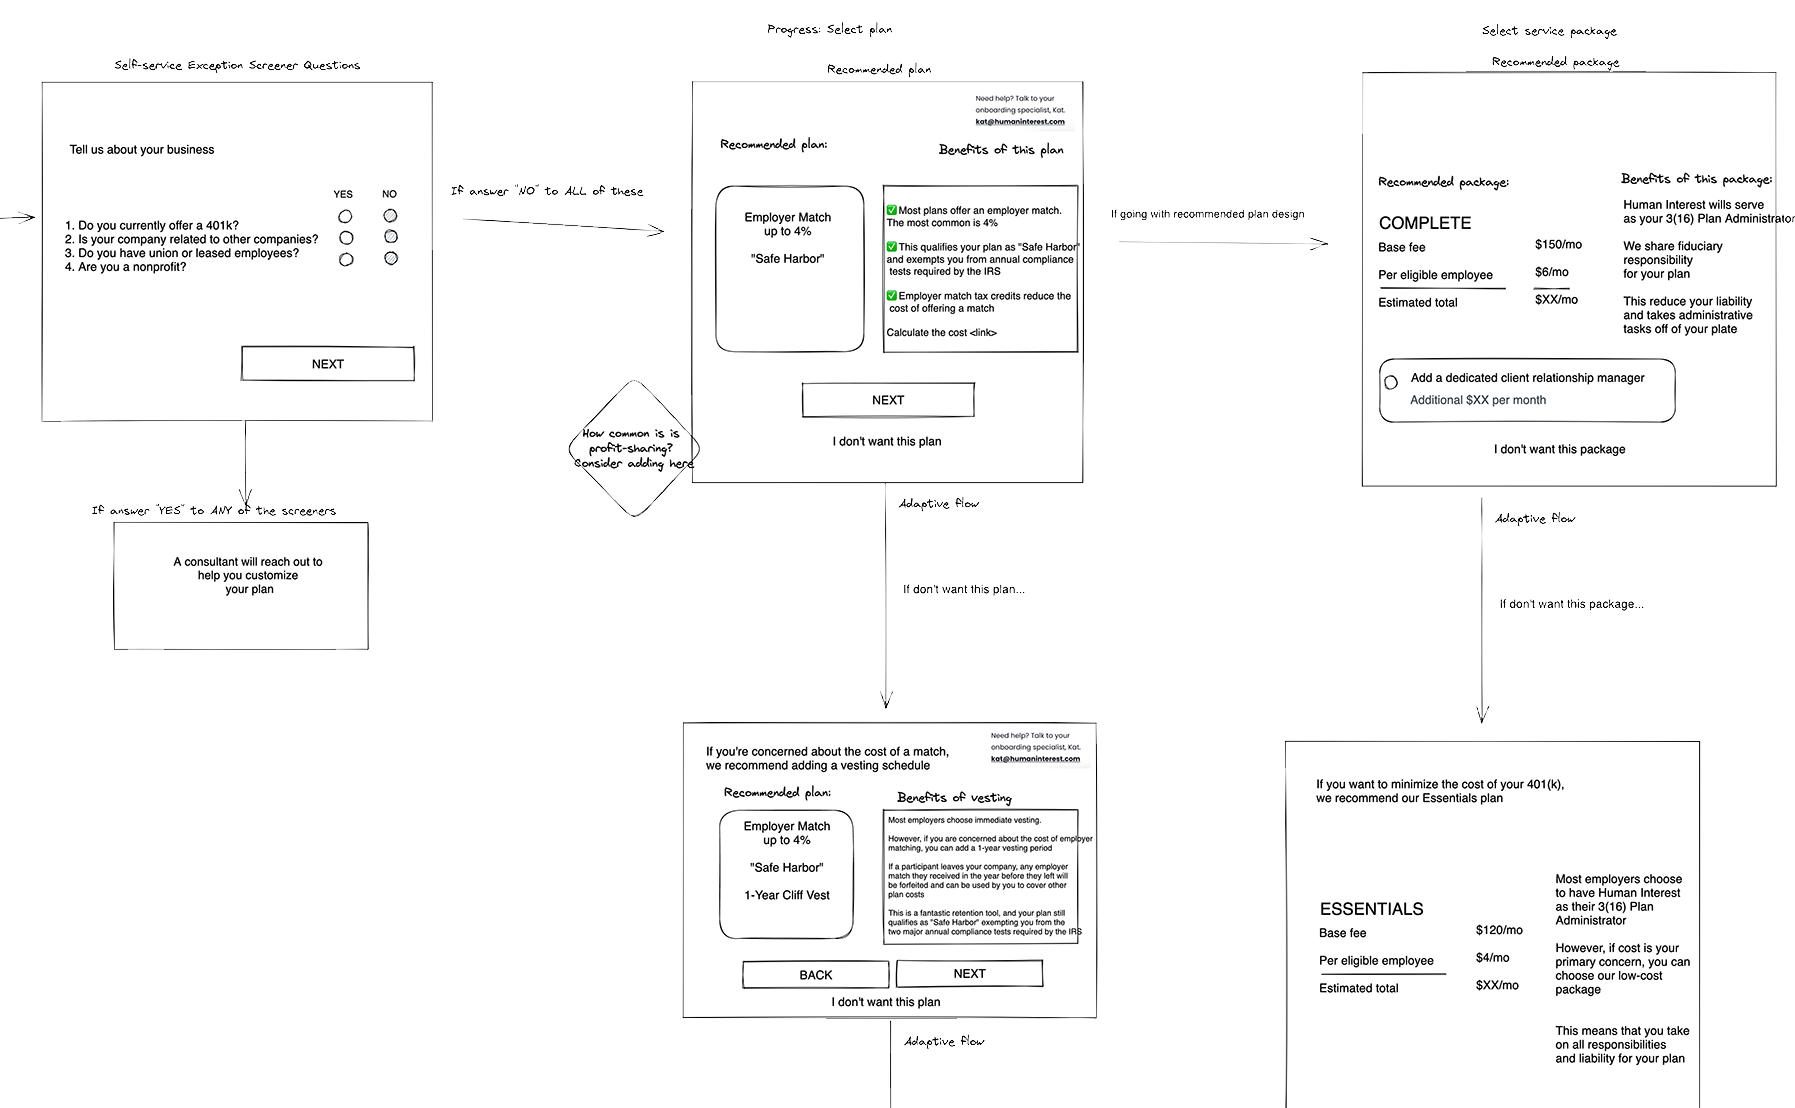 Progress: Select plan
Select service package
Self-service Exception Screener Questions
Recommended plan
Recommended package
Tell us about your business
YES NO
1. Do you currently offer a 401k?
2. Is your company related to other companies?
3. Do you have union or leased employees?
4. Are you a nonprofit?
NEXT
If answer "NO" to ALL of these
If answer "YES" to ANY of the screeners
A consultant will reach out to
help you customize
your plan
Need help? Talk to your
onboarding specialist, Kat.
kat@humaninterest.com
Recommended plan:
Benefits of this plan
Employer Match
up to 4%
"Safe Harbor"
✅ Most plans offer an employer match.
The most common is 4%
✅ This qualifies your plan as "Safe Harbor"
and exempts you from annual compliance
tests required by the IRS
✅ Employer match tax credits reduce the
cost of offering a match
Calculate the cost <link>
NEXT
I don't want this plan
How common is is
profit-sharing?
Consider adding here
If going with recommended plan design
Adaptive flow
If don't want this plan...
If you're concerned about the cost of a match,
we recommend adding a vesting schedule
Need help? Talk to your
onboarding specialist, Kat.
kat@humaninterest.com
Recommended plan:
Benefits of vesting
Employer Match
up to 4%
"Safe Harbor"
1-Year Cliff Vest
Most employers choose immediate vesting.
However, if you are concerned about the cost of employer
matching, you can add a 1-year vesting period
If a participant leaves your company, any employer
match they received in the year before they left will
be forfeited and can be used by you to cover other
plan costs
This is a fantastic retention tool, and your plan still
qualifies as "Safe Harbor" exempting you from the
two major annual compliance tests required by the IRS
BACK
NEXT
I don't want this plan
Adaptive flow
Recommended package:
COMPLETE
Base fee $150/mo
Per eligible employee $6/mo
Estimated total $XX/mo
Benefits of this package:
Human Interest wills serve
as your 3(16) Plan Administrator
We share fiduciary
responsibility
for your plan
This reduce your liability
and takes administrative
tasks off of your plate
Add a dedicated client relationship manager
Additional $XX per month
I don't want this package
Adaptive flow
If don't want this package...
If you want to minimize the cost of your 401(k),
we recommend our Essentials plan
ESSENTIALS
Base fee $120/mo
Per eligible employee $4/mo
Estimated total $XX/mo
Most employers choose
to have Human Interest
as their 3(16) Plan
Administrator
However, if cost is your
primary concern, you can
choose our low-cost
package
This means that you take
on all responsibilities
and liability for your plan